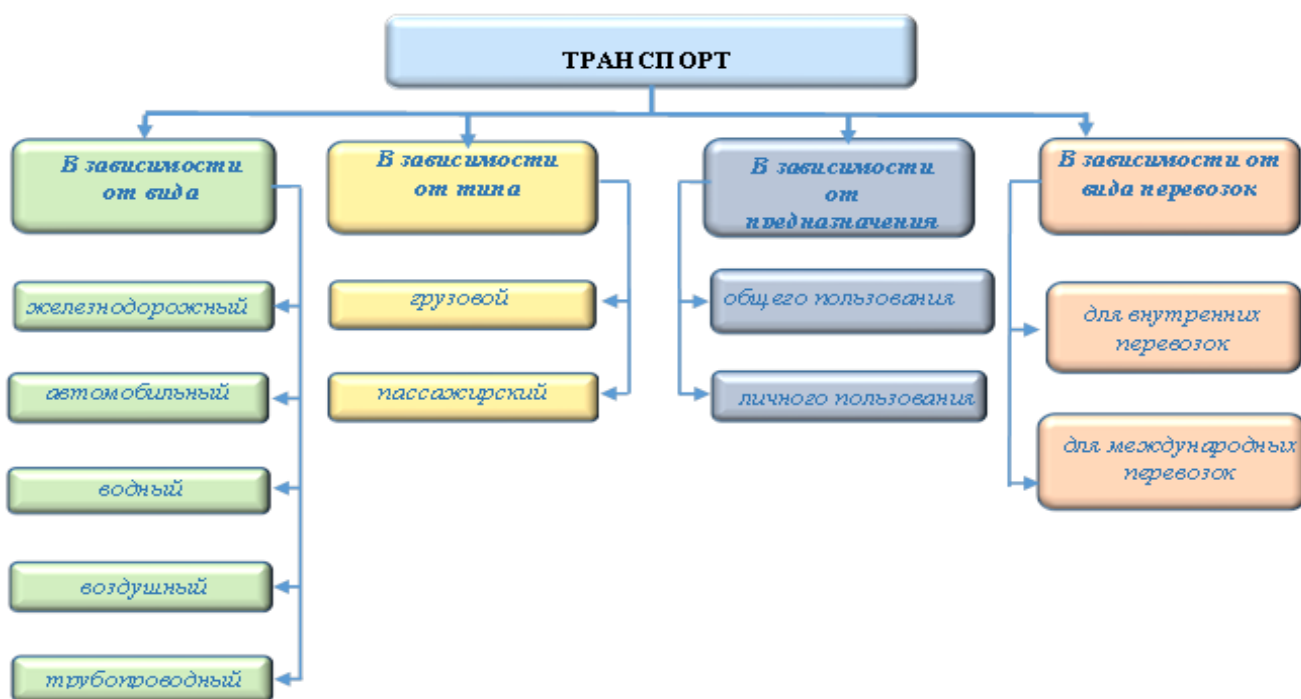 ТРАНСПОРТ
В зависимости
от вида
железнодорожный
автомобильный
водный
воздушный
трубопроводный
В зависимости
от типа
грузовой
пассажирский
В зависимости
от
предназначения
общего пользования
личного пользования
В зависимости от
вида перевозок
для внутренних
перевозок
для международных
перевозок